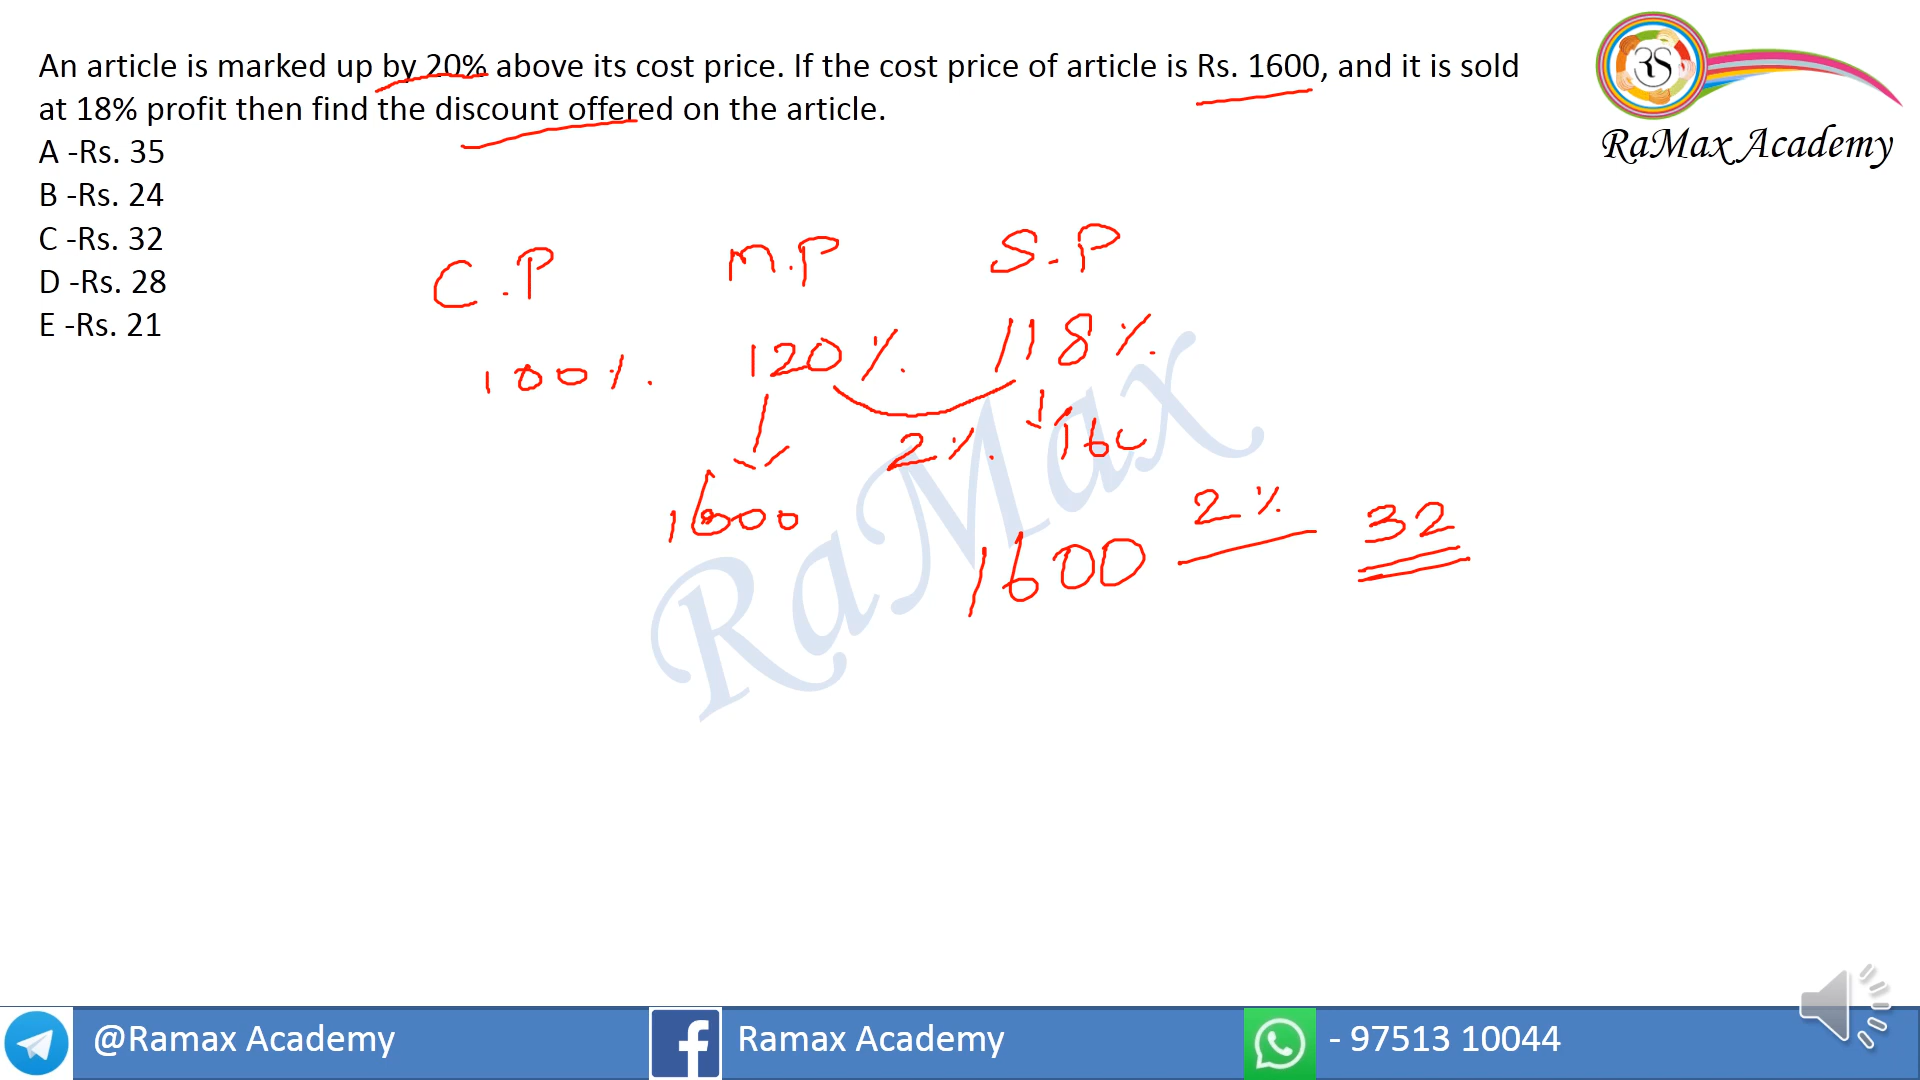 An article is marked up by 20% above its cost price. If the cost price of article is Rs. 1600, and it is sold
at 18% profit then find the discount offered on the article.
A -Rs. 35
B -Rs. 24
C -Rs. 32
D -Rs. 28
E -Rs. 21
RS
RaMax Academy
C.P M.P S.P
100%. 120%. 118%.
2%. 160
1600
1600 2% 32
RaMax
@Ramax Academy
Ramax Academy
- 97513 10044